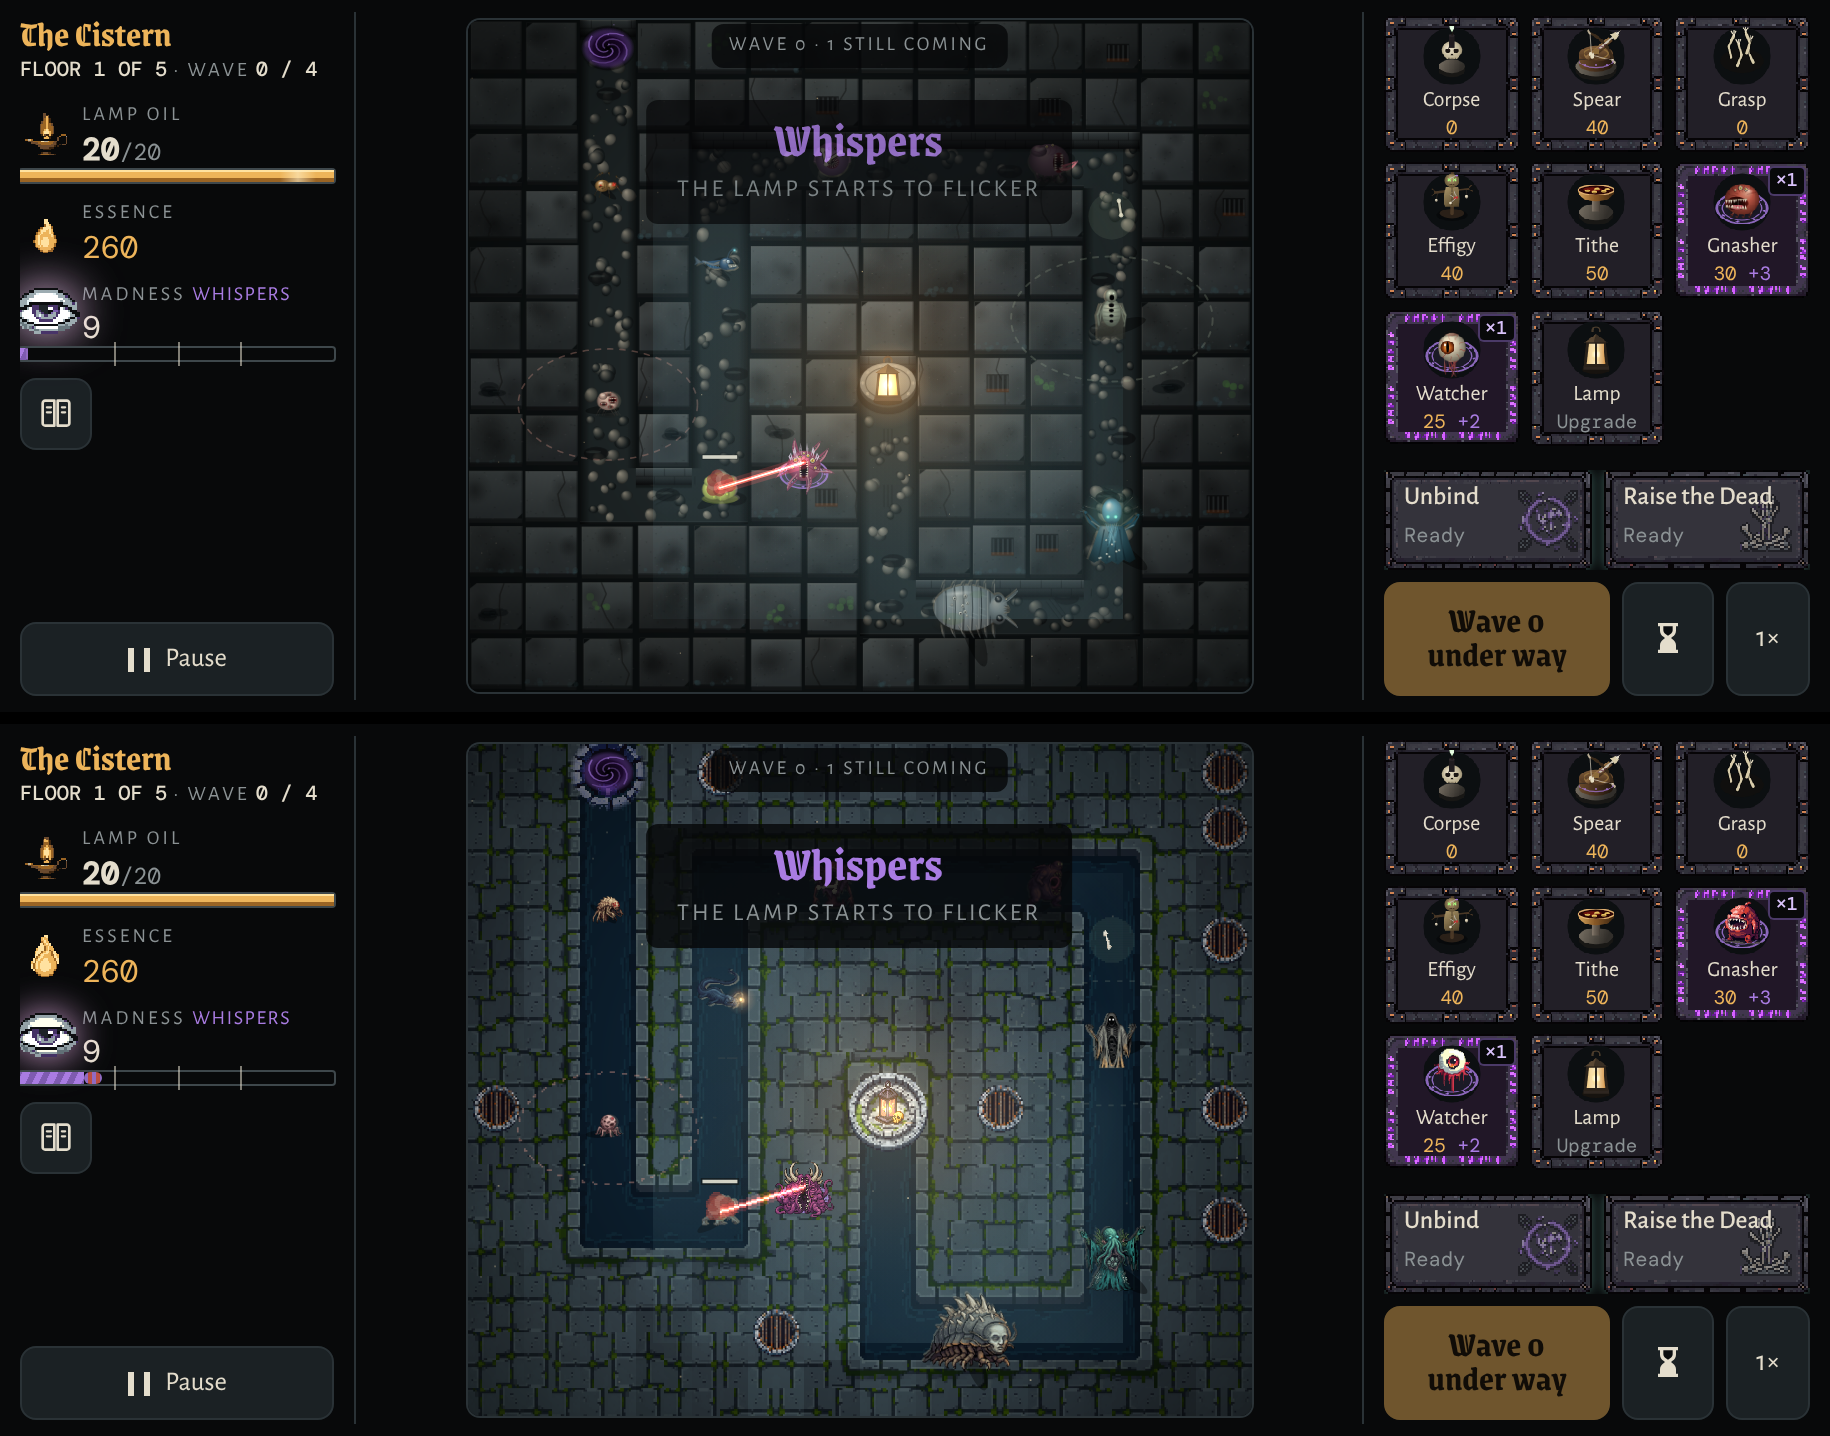 The Cistern
FLOOR 1 OF 5 · WAVE 0 / 4
LAMP OIL
20/20
ESSENCE
260
MADNESS WHISPERS
9
Pause
WAVE 0 · 1 STILL COMING
Whispers
THE LAMP STARTS TO FLICKER
Corpse
0
Spear
40
Grasp
0
Effigy
40
Tithe
50
×1
Gnasher
30 +3
×1
Watcher
25 +2
Lamp
Upgrade
Unbind
Ready
Raise the Dead
Ready
Wave 0
under way
1×
The Cistern
FLOOR 1 OF 5 · WAVE 0 / 4
LAMP OIL
20/20
ESSENCE
260
MADNESS WHISPERS
9
Pause
WAVE 0 · 1 STILL COMING
Whispers
THE LAMP STARTS TO FLICKER
Corpse
0
Spear
40
Grasp
0
Effigy
40
Tithe
50
×1
Gnasher
30 +3
×1
Watcher
25 +2
Lamp
Upgrade
Unbind
Ready
Raise the Dead
Ready
Wave 0
under way
1×